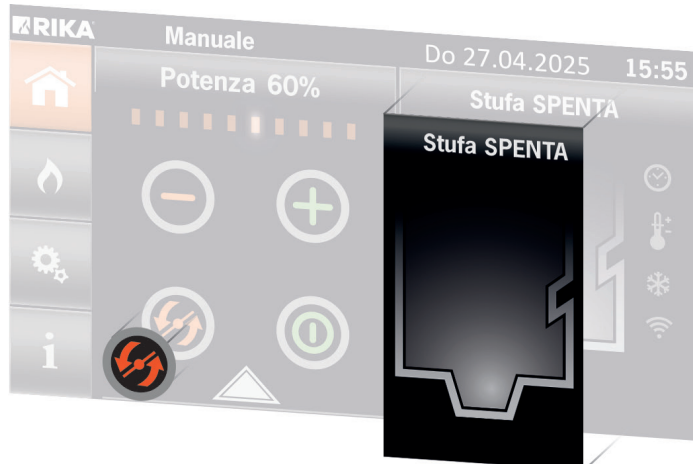 RIKA
Manuale
Do 27.04.2025
15:55
Potenza 60%
Stufa SPENTA
Stufa SPENTA
i